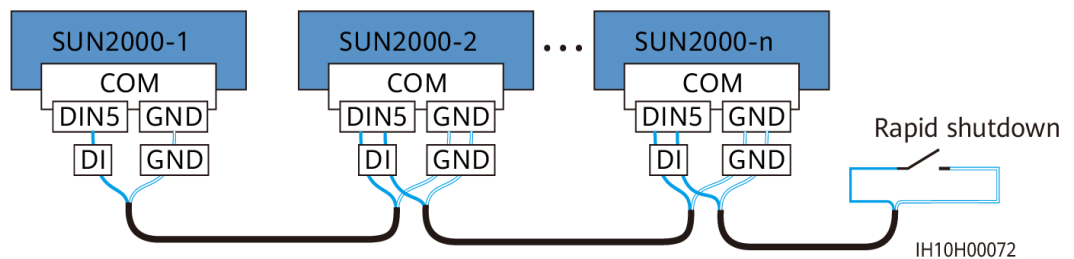 SUN2000-1
SUN2000-2
...
SUN2000-n
COM
COM
COM
DIN5 GND
DIN5 GND
DIN5 GND
DI GND
DI GND
DI GND
Rapid shutdown
IH10H00072